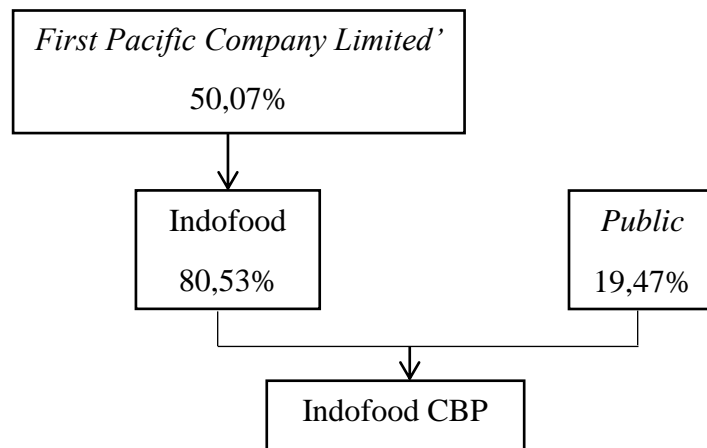 First Pacific Company Limited’
50,07%
Indofood
80,53%
Public
19,47%
Indofood CBP